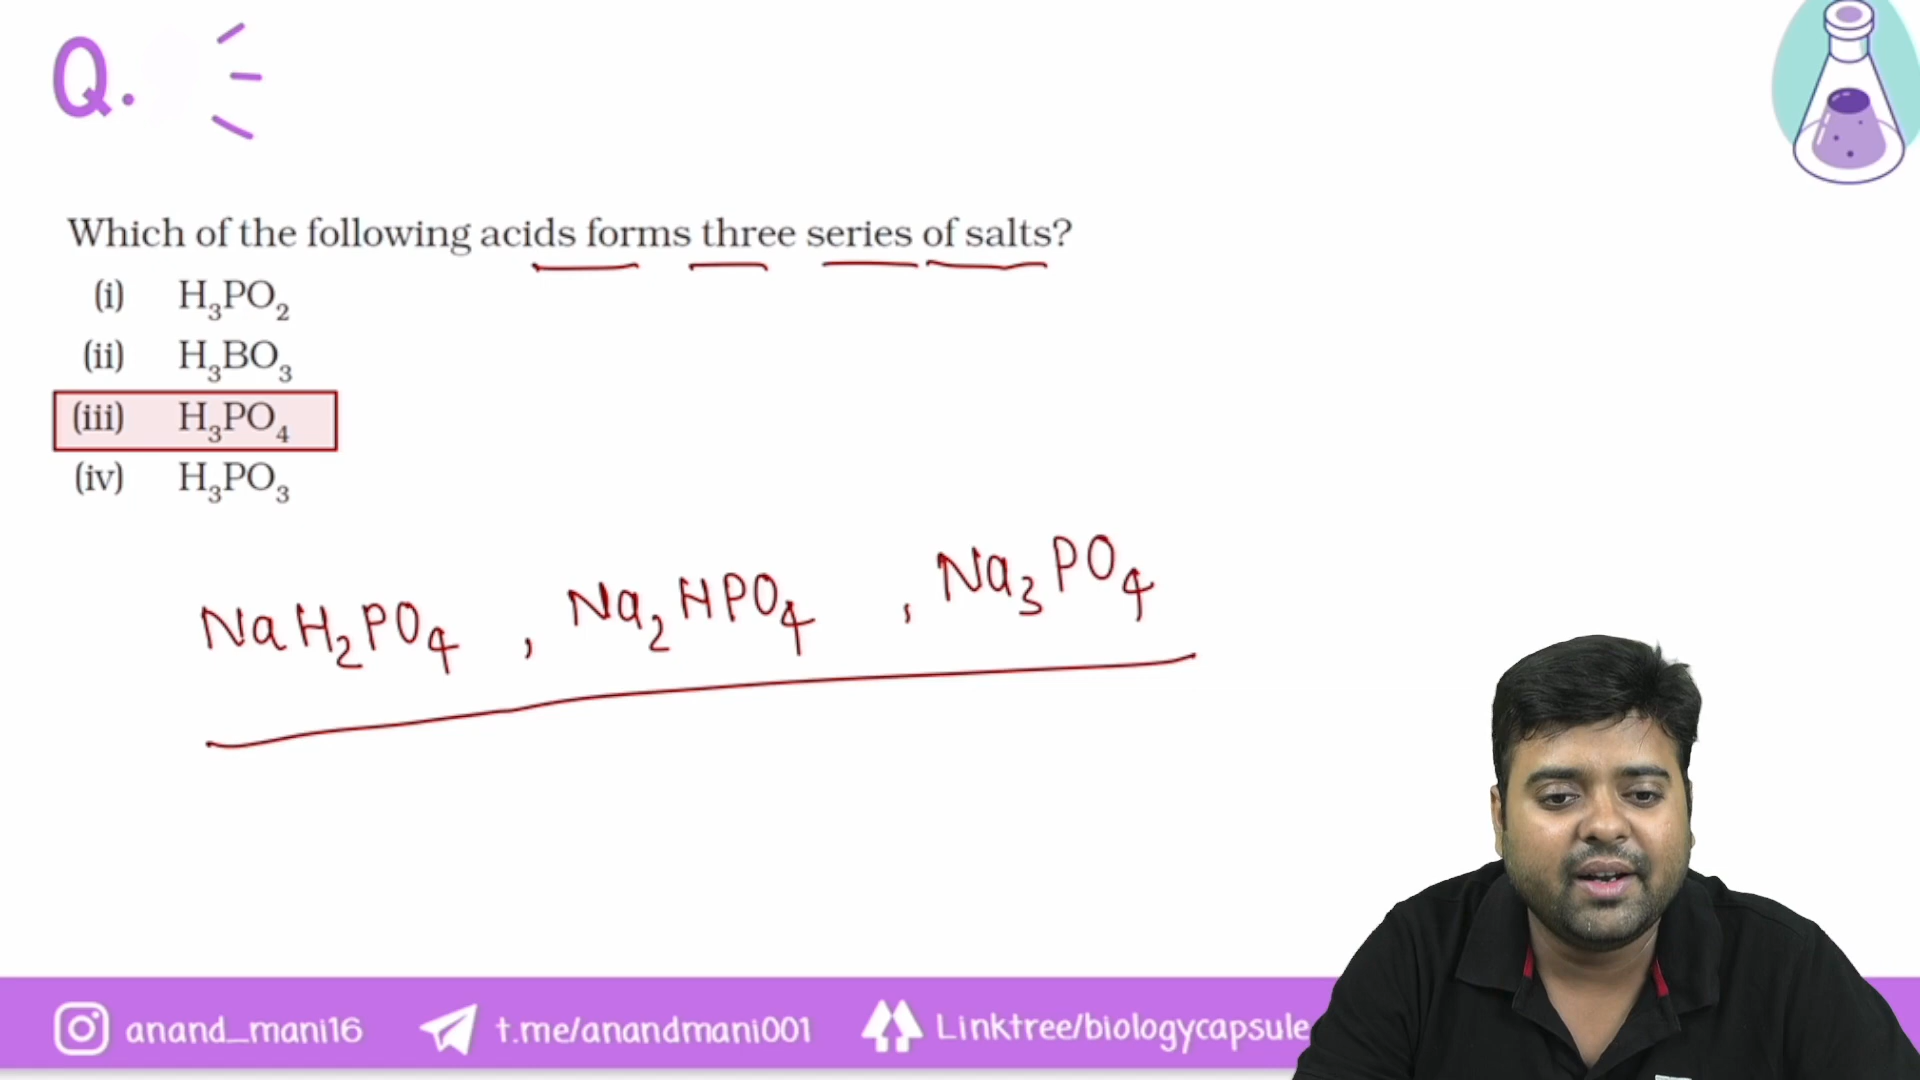 Q.
Which of the following acids forms three series of salts?
(i) H₃PO₂
(ii) H₃BO₃
(iii) H₃PO₄
(iv) H₃PO₃
NaH₂PO₄ , Na₂HPO₄ , Na₃PO₄
anand_mani16 t.me/anandmani001 Linktree/biologycapsule